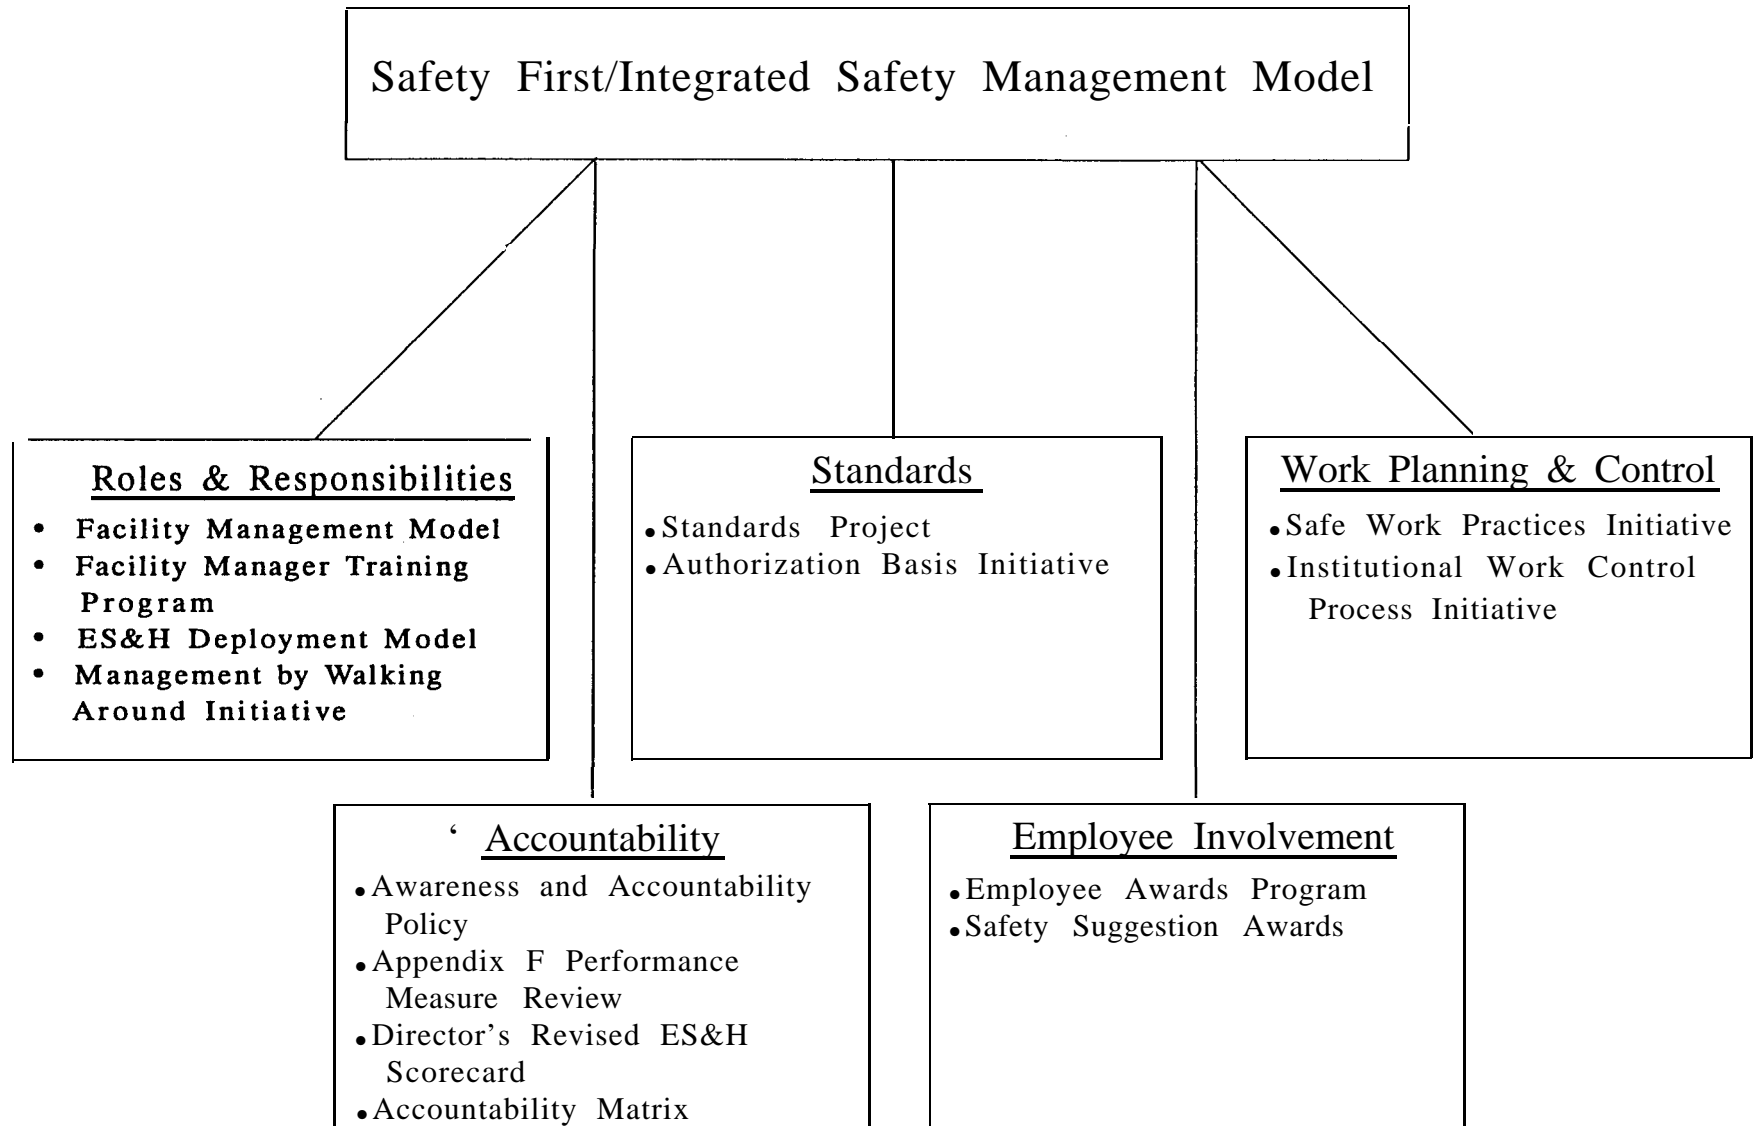 Safety First/Integrated Safety Management Model
Roles & Responsibilities
• Facility Management Model
• Facility Manager Training
Program
• ES&H Deployment Model
• Management by Walking
Around Initiative
Standards
• Standards Project
• Authorization Basis Initiative
Work Planning & Control
• Safe Work Practices Initiative
• Institutional Work Control
Process Initiative
‘ Accountability
• Awareness and Accountability
Policy
• Appendix F Performance
Measure Review
• Director’s Revised ES&H
Scorecard
• Accountability Matrix
Employee Involvement
• Employee Awards Program
• Safety Suggestion Awards